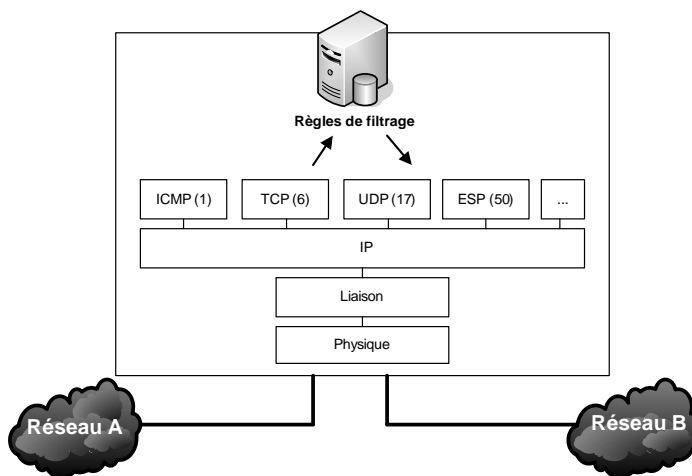 Règles de filtrage
ICMP (1)
TCP (6)
UDP (17)
ESP (50)
...
IP
Liaison
Physique
Réseau A
Réseau B